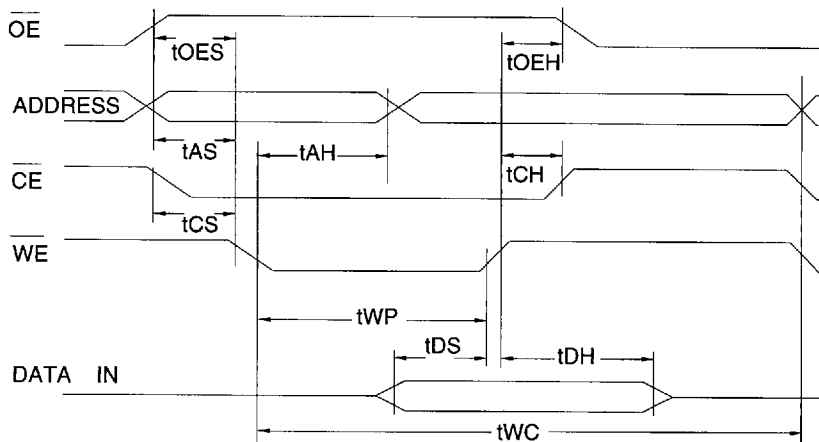 OE
tOES
tOEH
ADDRESS
tAS
tAH
tCH
CE
tCS
WE
tWP
tDS
tDH
DATA IN
tWC